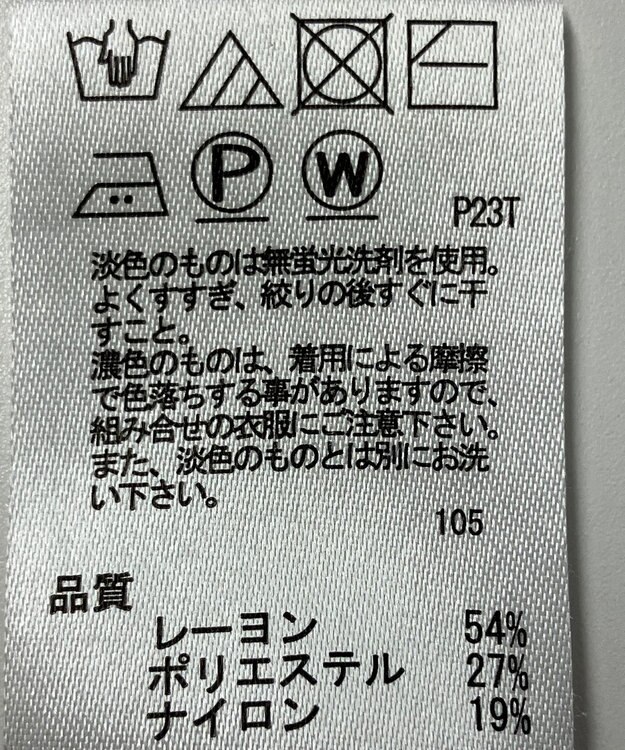 P W
P23T
淡色のものは無蛍光洗剤を使用。
よくすすぎ、絞りの後すぐに干
すこと。
濃色のものは、着用による摩擦
で色落ちする事がありますので、
組み合せの衣服にご注意下さい。
また、淡色のものとは別にお洗
い下さい。
105
品質
レーヨン 54%
ポリエステル 27%
ナイロン 19%